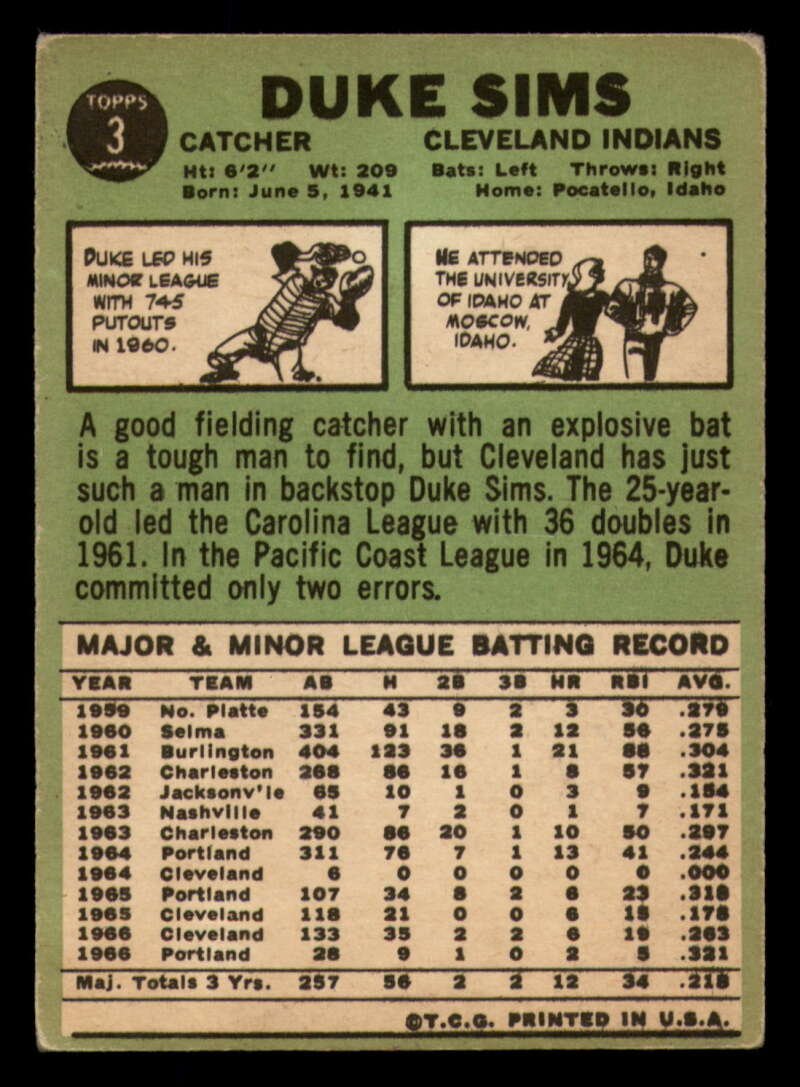 TOPPS
3
DUKE SIMS
CATCHER CLEVELAND INDIANS
Ht: 6'2" Wt: 209 Bats: Left Throws: Right
Born: June 5, 1941 Home: Pocatello, Idaho
DUKE LED HIS
MINOR LEAGUE
WITH 745
PUTOUTS
IN 1960.
HE ATTENDED
THE UNIVERSITY
OF IDAHO AT
MOSCOW,
IDAHO.
A good fielding catcher with an explosive bat
is a tough man to find, but Cleveland has just
such a man in backstop Duke Sims. The 25-year-
old led the Carolina League with 36 doubles in
1961. In the Pacific Coast League in 1964, Duke
committed only two errors.
MAJOR & MINOR LEAGUE BATTING RECORD
YEAR TEAM AB H 2B 3B HR RBI AVG.
1959 No. Platte 154 43 9 2 3 30 .279
1960 Selma 331 91 18 2 12 56 .275
1961 Burlington 404 123 36 1 21 88 .304
1962 Charleston 268 86 16 1 8 57 .321
1962 Jacksonv'le 65 10 1 0 3 9 .154
1963 Nashville 41 7 2 0 1 7 .171
1963 Charleston 290 86 20 1 10 50 .297
1964 Portland 311 76 7 1 13 41 .244
1964 Cleveland 6 0 0 0 0 0 .000
1965 Portland 107 34 8 2 6 23 .318
1965 Cleveland 118 21 0 0 6 15 .178
1966 Cleveland 133 35 2 2 6 19 .263
1966 Portland 28 9 1 0 2 5 .321
Maj. Totals 3 Yrs. 257 56 2 2 12 34 .218
©T.C.G. PRINTED IN U.S.A.